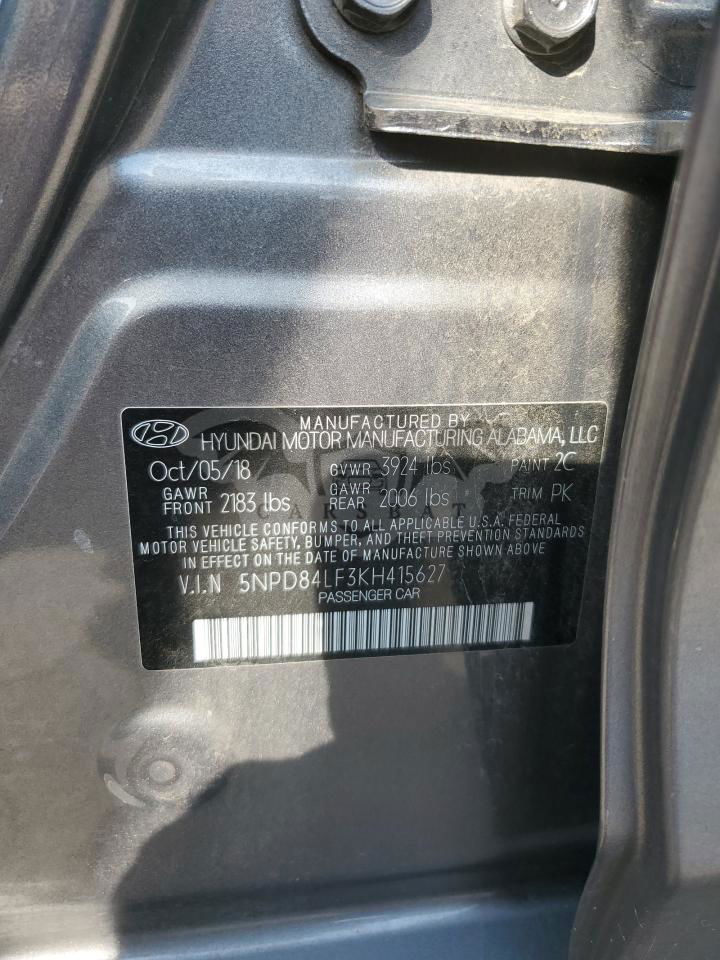 MANUFACTURED BY
HYUNDAI MOTOR MANUFACTURING ALABAMA, LLC
Oct/05/18 GVWR 3924 lbs PAINT 2C
GAWR FRONT 2183 lbs GAWR REAR 2006 lbs TRIM PK
CARSBAT
THIS VEHICLE CONFORMS TO ALL APPLICABLE U.S.A. FEDERAL
MOTOR VEHICLE SAFETY, BUMPER, AND THEFT PREVENTION STANDARDS
IN EFFECT ON THE DATE OF MANUFACTURE SHOWN ABOVE.
V.I.N 5NPD84LF3KH415627
PASSENGER CAR